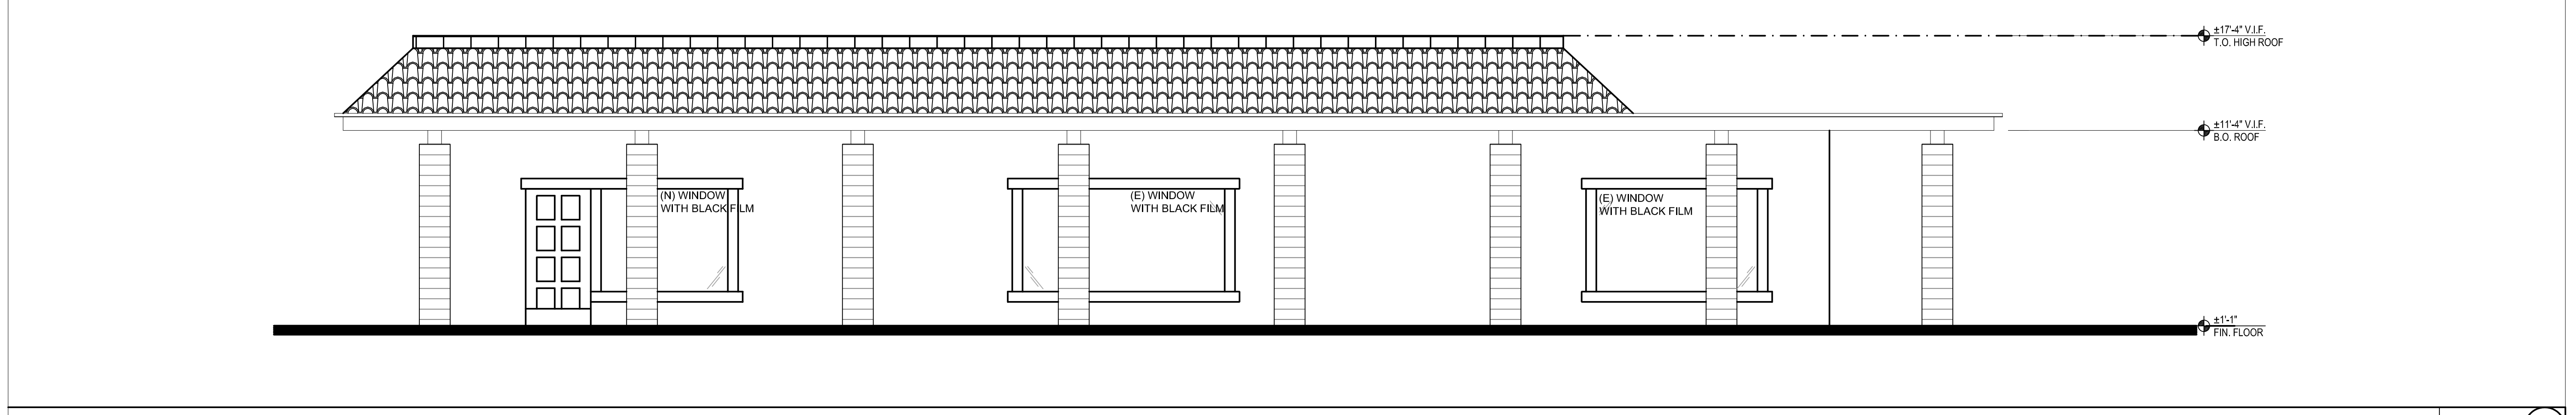 ±17'-4" V.I.F.
T.O. HIGH ROOF
±11'-4" V.I.F.
B.O. ROOF
(N) WINDOW
WITH BLACK FILM
(E) WINDOW
WITH BLACK FILM
(E) WINDOW
WITH BLACK FILM
±1'-1"
FIN. FLOOR